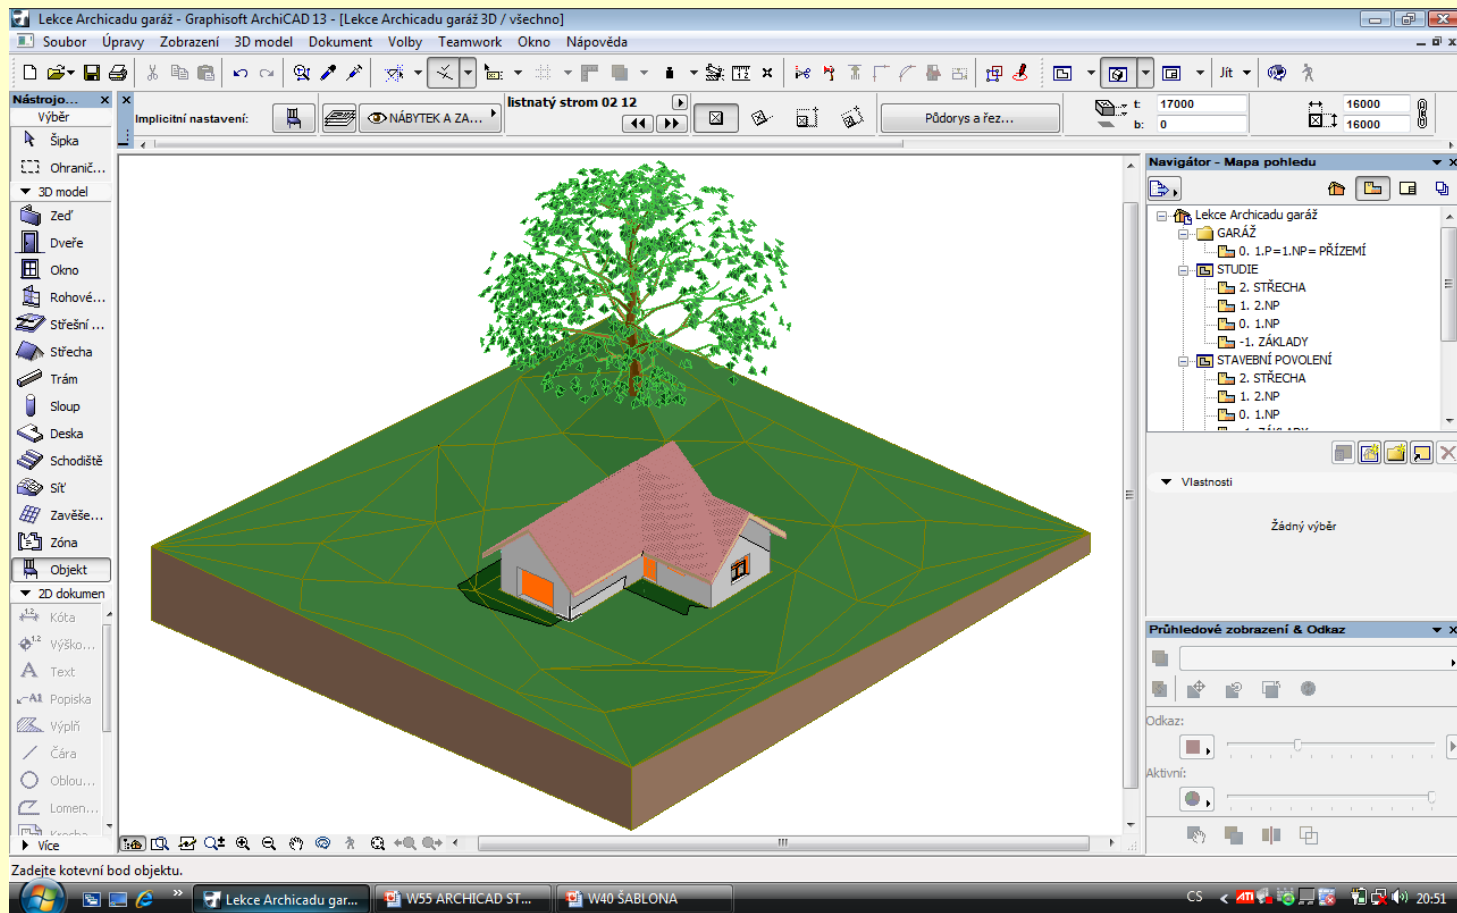 Lekce Archicadu garáž - Graphisoft ArchiCAD 13 - [Lekce Archicadu garáž 3D / všechno]
Soubor Úpravy Zobrazení 3D model Dokument Volby Teamwork Okno Nápověda
Jít
Nástrojo...
Výběr
Šipka
Ohranič...
3D model
Zeď
Dveře
Okno
Rohové...
Střešní ...
Střecha
Trám
Sloup
Deska
Schodiště
Síť
Zavěše...
Zóna
Objekt
2D dokumen
Kóta
Výško...
Text
Popiska
Výplň
Čára
Oblou...
Lomen...
Více
Implicitní nastavení:
NÁBYTEK A ZA...
listnatý strom 02 12
Půdorys a řez...
t: 17000
b: 0
16000
16000
Navigátor - Mapa pohledu
Lekce Archicadu garáž
GARÁŽ
0. 1.P=1.NP= PŘÍZEMÍ
STUDIE
2. STŘECHA
1. 2.NP
0. 1.NP
-1. ZÁKLADY
STAVEBNÍ POVOLENÍ
2. STŘECHA
1. 2.NP
0. 1.NP
Vlastnosti
Žádný výběr
Průhledové zobrazení & Odkaz
Odkaz:
Aktivní:
Zadejte kotevní bod objektu.
Lekce Archicadu gar...
W55 ARCHICAD ST...
W40 ŠABLONA
CS
ATI
20:51